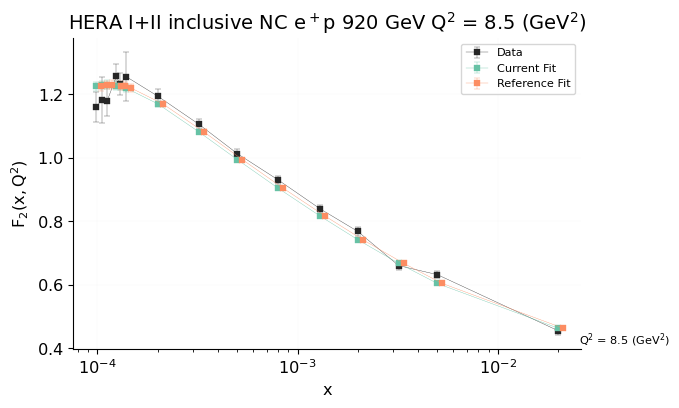 HERA I+II inclusive NC e⁺p 920 GeV Q² = 8.5 (GeV²)
Data
Current Fit
Reference Fit
1.2
1.0
0.8
0.6
0.4
F₂(x, Q²)
Q² = 8.5 (GeV²)
10⁻⁴
10⁻³
10⁻²
x